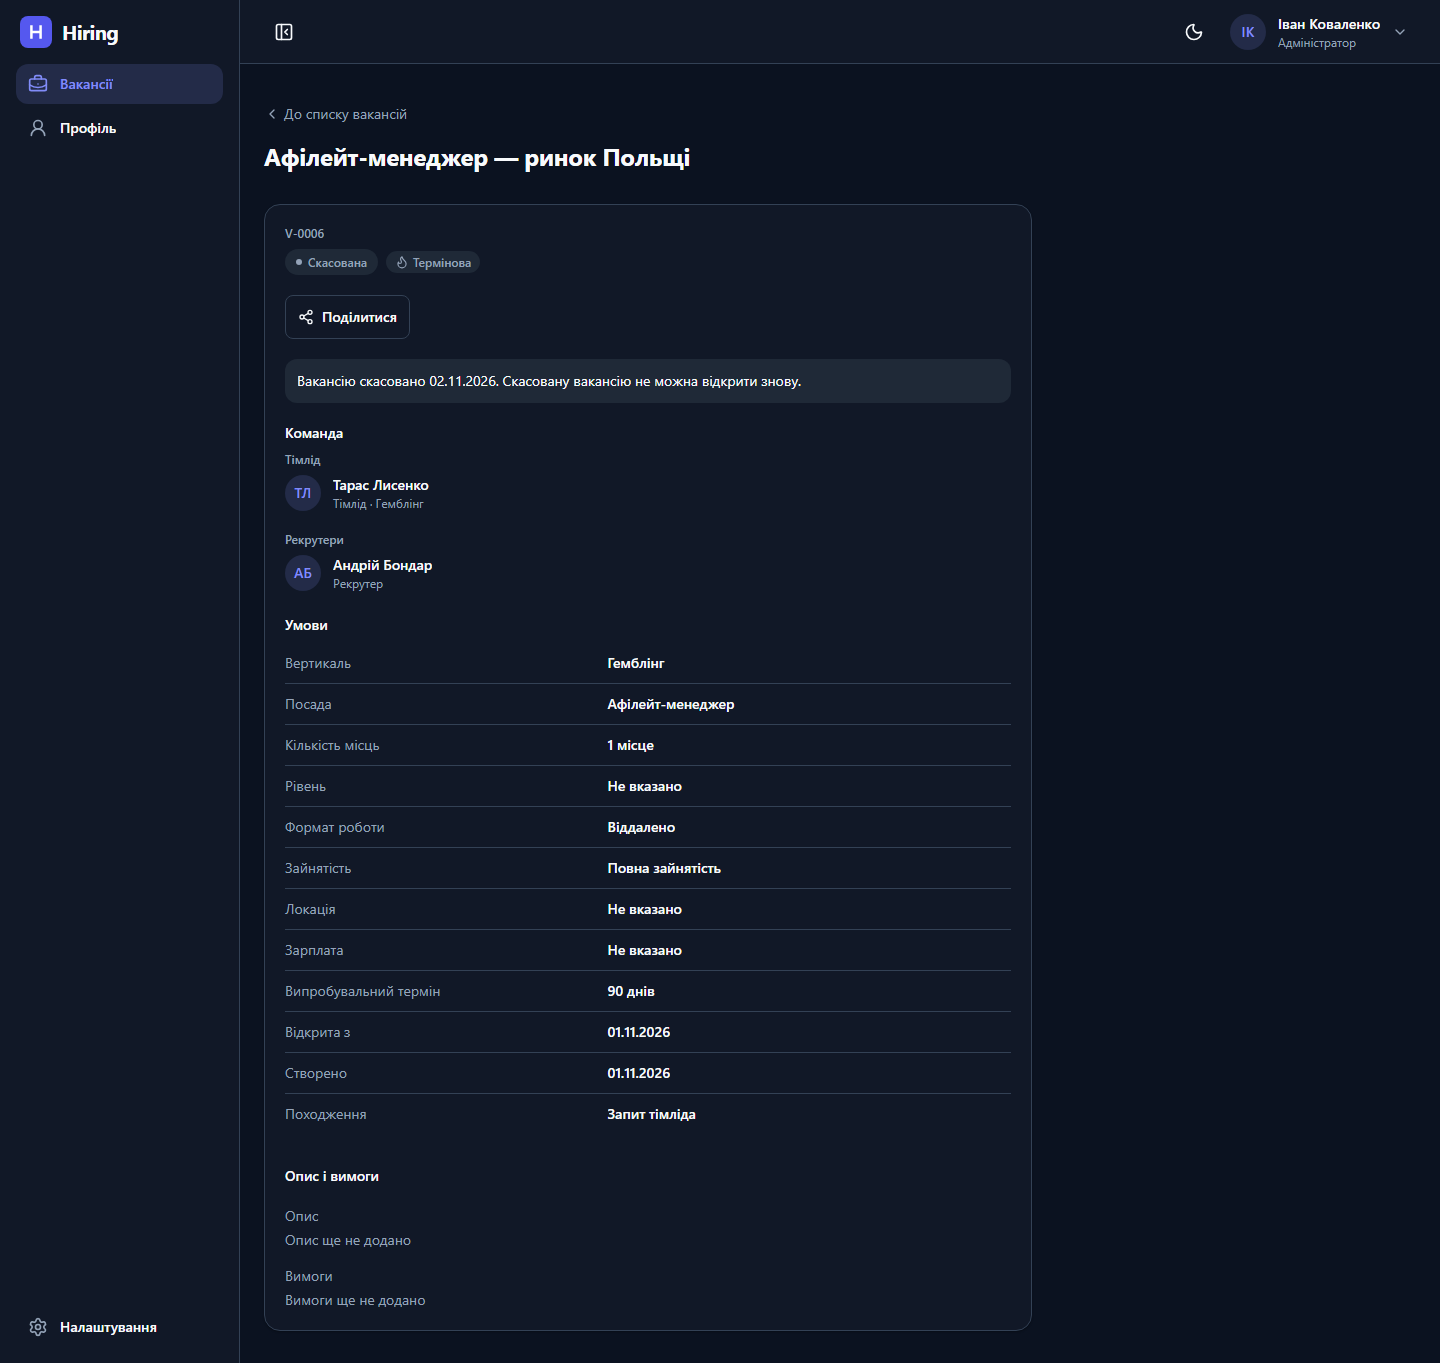 H Hiring
Вакансії
Профіль
Налаштування
ІК
Іван Коваленко
Адміністратор
До списку вакансій
Афілейт-менеджер — ринок Польщі
V-0006
Скасована
Термінова
Поділитися
Вакансію скасовано 02.11.2026. Скасовану вакансію не можна відкрити знову.
Команда
Тімлід
ТЛ
Тарас Лисенко
Тімлід · Гемблінг
Рекрутери
АБ
Андрій Бондар
Рекрутер
Умови
Вертикаль Гемблінг
Посада Афілейт-менеджер
Кількість місць 1 місце
Рівень Не вказано
Формат роботи Віддалено
Зайнятість Повна зайнятість
Локація Не вказано
Зарплата Не вказано
Випробувальний термін 90 днів
Відкрита з 01.11.2026
Створено 01.11.2026
Походження Запит тімліда
Опис і вимоги
Опис
Опис ще не додано
Вимоги
Вимоги ще не додано